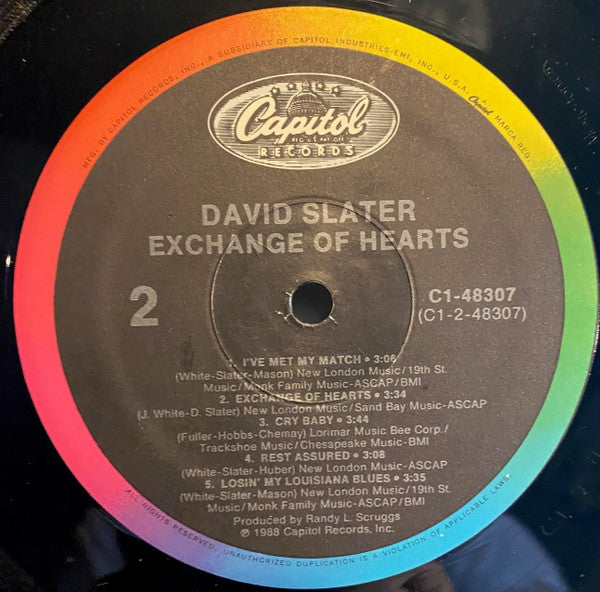 MFG. BY CAPITOL RECORDS, INC., A SUBSIDIARY OF CAPITOL INDUSTRIES-EMI, INC., U.S.A. Capitol MARCA REG.
Capitol
RECORDS
DAVID SLATER
EXCHANGE OF HEARTS
2
C1-48307
(C1-2-48307)
1. I'VE MET MY MATCH • 3:06
(White-Slater-Mason) New London Music/19th St.
Music/Monk Family Music-ASCAP/BMI
2. EXCHANGE OF HEARTS • 3:34
(J. White-D. Slater) New London Music/Sand Bay Music-ASCAP
3. CRY BABY • 3:44
(Fuller-Hobbs-Chemay) Lorimar Music Bee Corp./
Trackshoe Music/Chesapeake Music-BMI
4. REST ASSURED • 3:08
(White-Slater-Huber) New London Music-ASCAP
5. LOSIN' MY LOUISIANA BLUES • 3:35
(White-Slater-Mason) New London Music/19th St.
Music/Monk Family Music-ASCAP/BMI
Produced by Randy L. Scruggs
℗ 1988 Capitol Records, Inc.
ALL RIGHTS RESERVED. UNAUTHORIZED DUPLICATION IS A VIOLATION OF APPLICABLE LAWS.